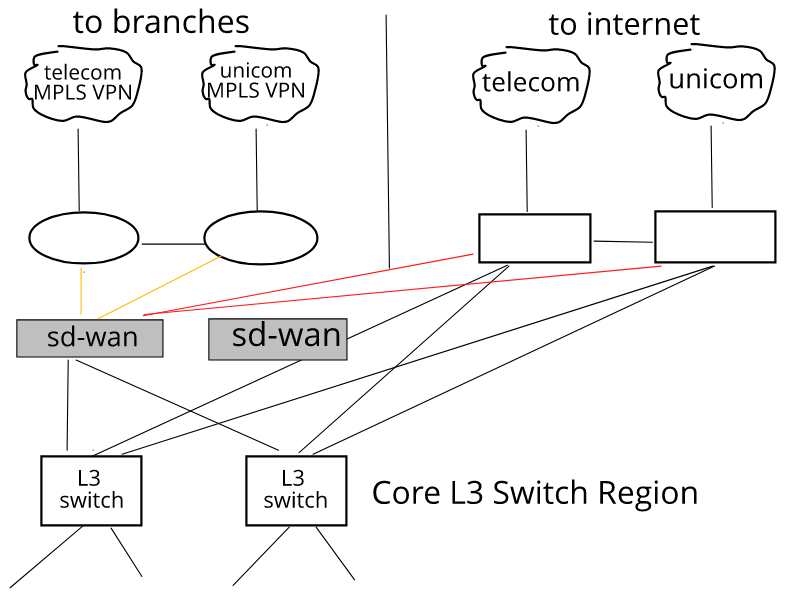 to branches
to internet
telecom
MPLS VPN
unicom
MPLS VPN
telecom
unicom
sd-wan
sd-wan
L3
switch
L3
switch
Core L3 Switch Region